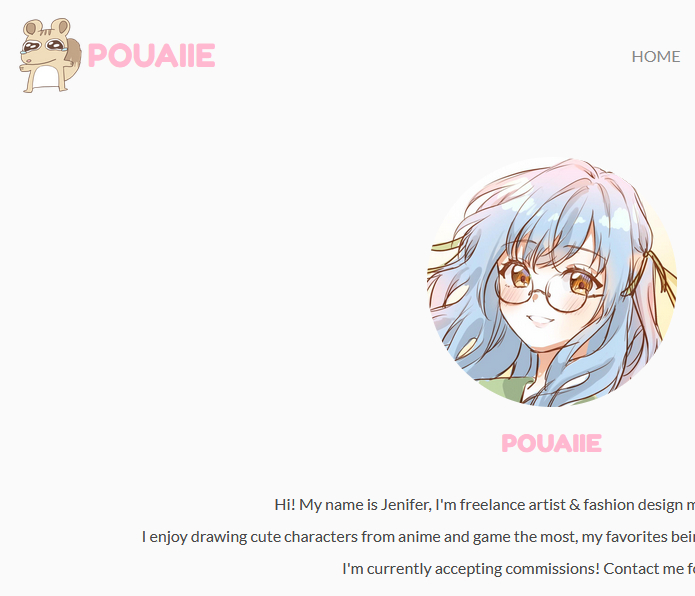 POUAIIE
HOME
POUAIIE
Hi! My name is Jenifer, I'm freelance artist & fashion design
I enjoy drawing cute characters from anime and game the most, my favorites
I'm currently accepting commissions! Contact me